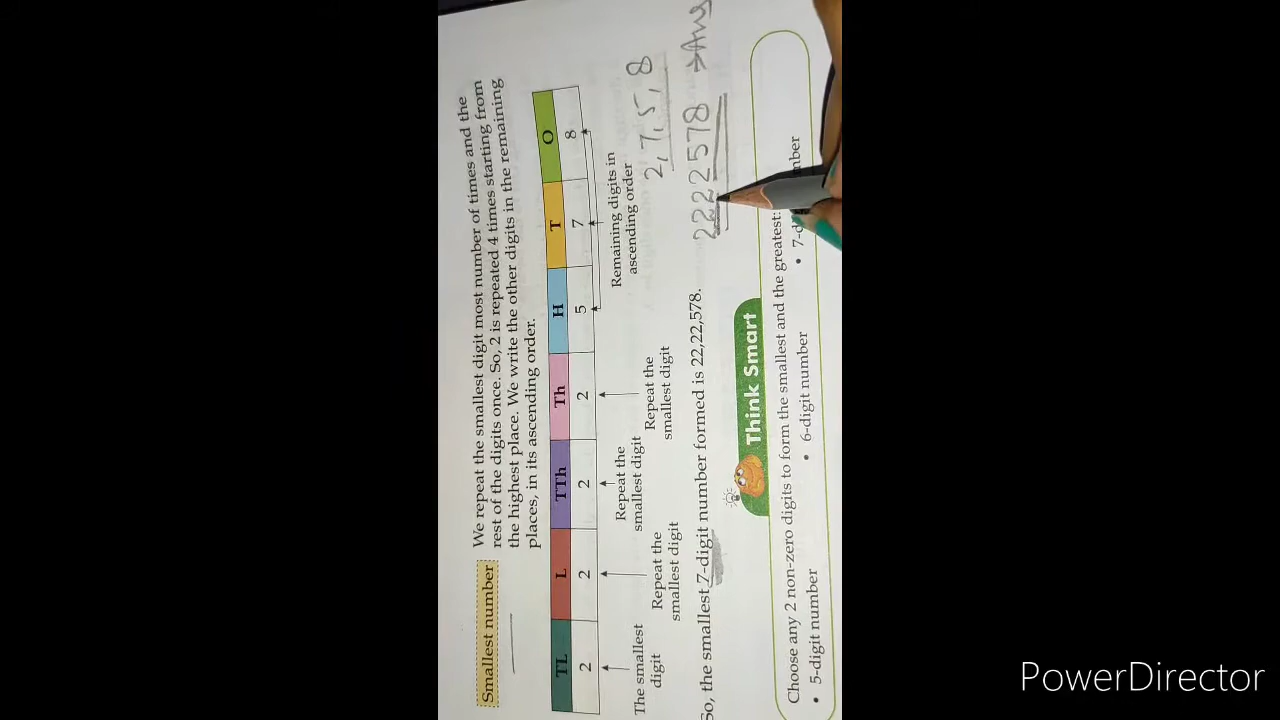 Smallest number
We repeat the smallest digit most number of times and the
rest of the digits once. So, 2 is repeated 4 times starting from
the highest place. We write the other digits in the remaining
places, in its ascending order.
TL L TTh Th H T O
2 2 2 2 5 7 8
The smallest
digit
Repeat the
smallest digit
Repeat the
smallest digit
Repeat the
smallest digit
Remaining digits in
ascending order
2, 7, 5, 8
So, the smallest 7-digit number formed is 22,22,578.
2222578 → Ans
Think Smart
Choose any 2 non-zero digits to form the smallest and the greatest:
• 5-digit number
• 6-digit number
PowerDirector